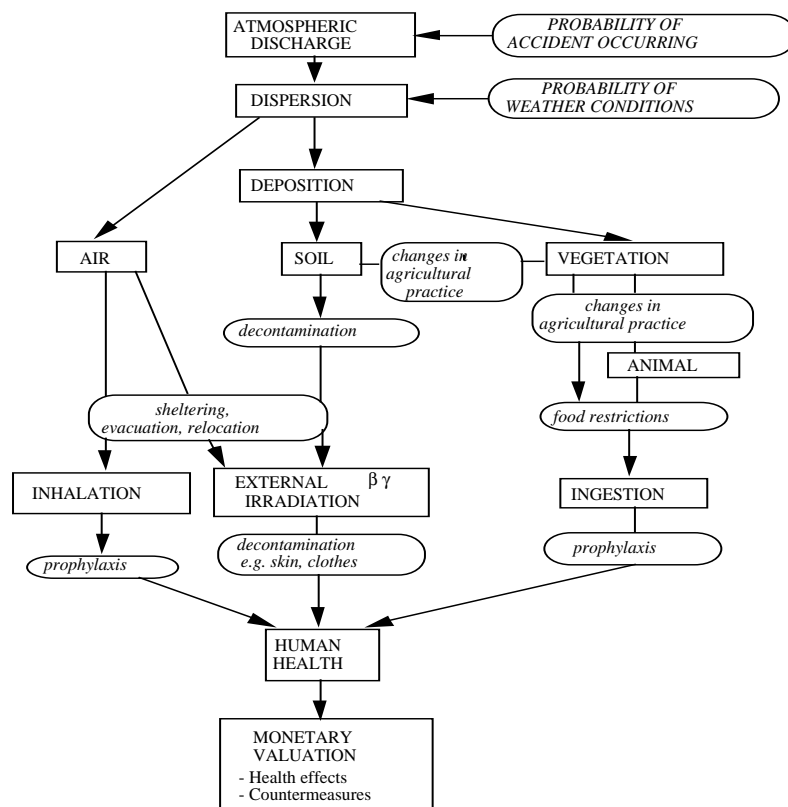 ATMOSPHERIC
DISCHARGE
PROBABILITY OF
ACCIDENT OCCURRING
DISPERSION
PROBABILITY OF
WEATHER CONDITIONS
DEPOSITION
AIR
SOIL
changes in
agricultural
practice
VEGETATION
changes in
agricultural practice
decontamination
ANIMAL
sheltering,
evacuation, relocation
food restrictions
INHALATION
EXTERNAL β γ
IRRADIATION
INGESTION
prophylaxis
decontamination
e.g. skin, clothes
prophylaxis
HUMAN
HEALTH
MONETARY
VALUATION
- Health effects
- Countermeasures